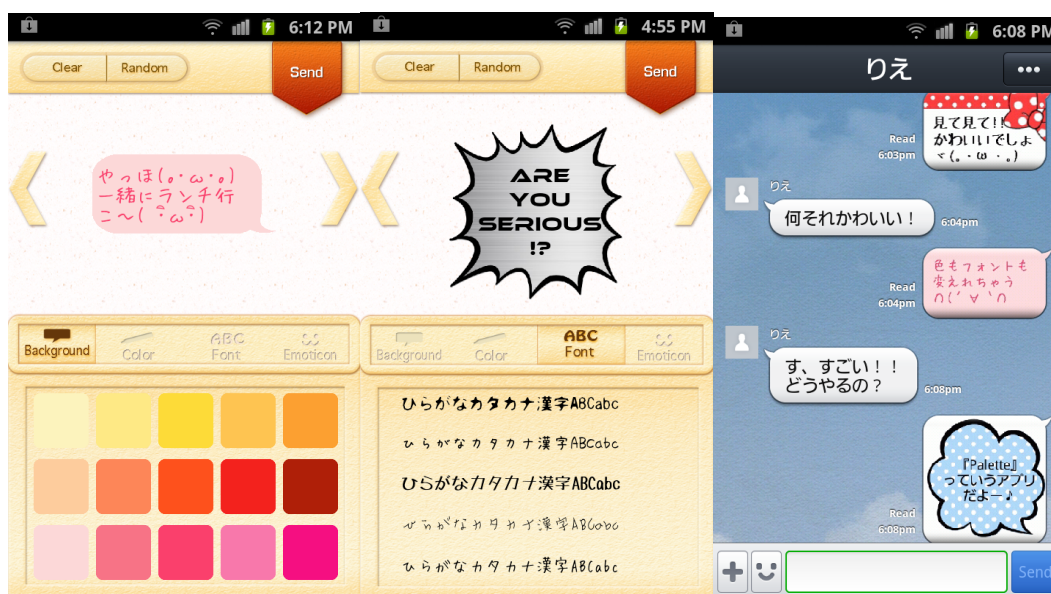 6:12 PM
Clear
Random
Send
やっほ(｡･ω･｡)
一緒にランチ行
こ～( ･ω･)
Background
Color
ABC
Font
Emoticon
4:55 PM
Clear
Random
Send
ARE
YOU
SERIOUS
!?
Background
Color
ABC
Font
Emoticon
ひらがなカタカナ漢字ABCabc
ひらがなカタカナ漢字ABCabc
ひらがなカタカナ漢字ABCabc
ひらがなカタカナ漢字ABCabc
ひらがなカタカナ漢字ABCabc
6:08 PM
りえ
見て見て!!
かわいいでしょ
ヾ(｡･ω･｡)
Read
6:03pm
りえ
何それかわいい！
6:04pm
色もフォントも
変えれちゃう
∩(´∀`∩
Read
6:04pm
りえ
す、すごい！！
どうやるの？
6:08pm
『Palette』
っていうアプリ
だよー♪
Read
6:08pm
Send